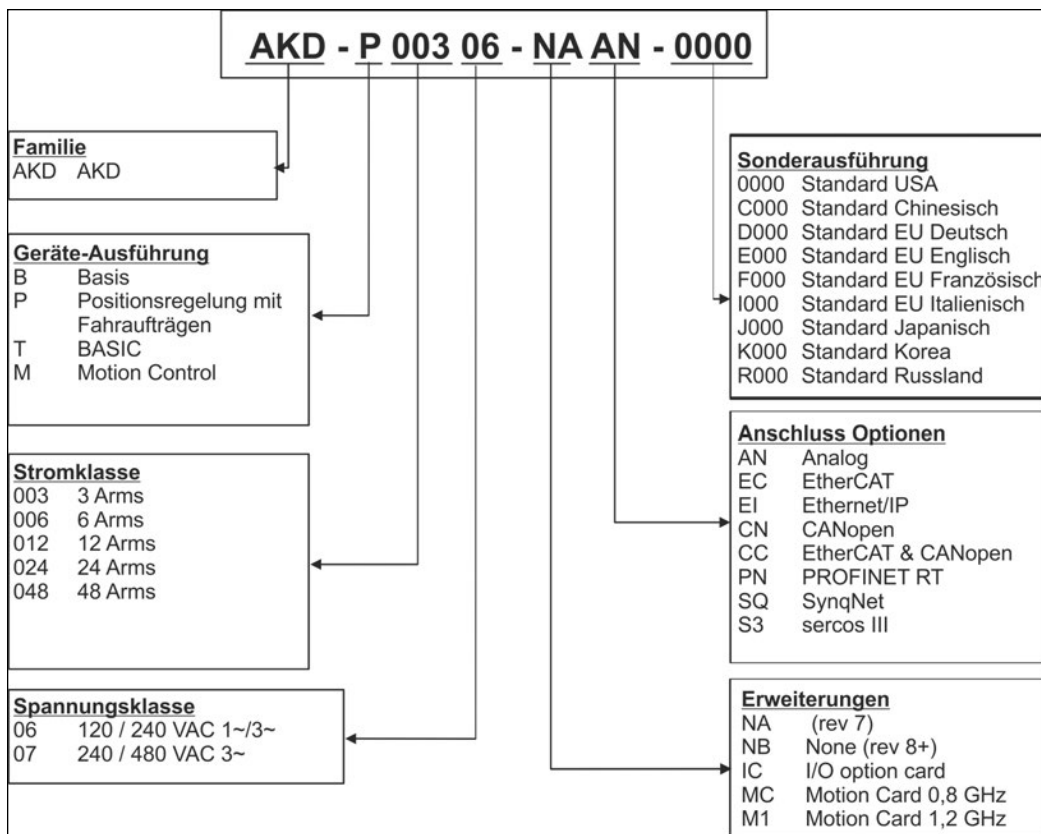 AKD - P 003 06 - NA AN - 0000
Familie
AKD AKD
Geräte-Ausführung
B Basis
P Positionsregelung mit
Fahraufträgen
T BASIC
M Motion Control
Stromklasse
003 3 Arms
006 6 Arms
012 12 Arms
024 24 Arms
048 48 Arms
Spannungsklasse
06 120 / 240 VAC 1~/3~
07 240 / 480 VAC 3~
Sonderausführung
0000 Standard USA
C000 Standard Chinesisch
D000 Standard EU Deutsch
E000 Standard EU Englisch
F000 Standard EU Französisch
I000 Standard EU Italienisch
J000 Standard Japanisch
K000 Standard Korea
R000 Standard Russland
Anschluss Optionen
AN Analog
EC EtherCAT
EI Ethernet/IP
CN CANopen
CC EtherCAT & CANopen
PN PROFINET RT
SQ SynqNet
S3 sercos III
Erweiterungen
NA (rev 7)
NB None (rev 8+)
IC I/O option card
MC Motion Card 0,8 GHz
M1 Motion Card 1,2 GHz